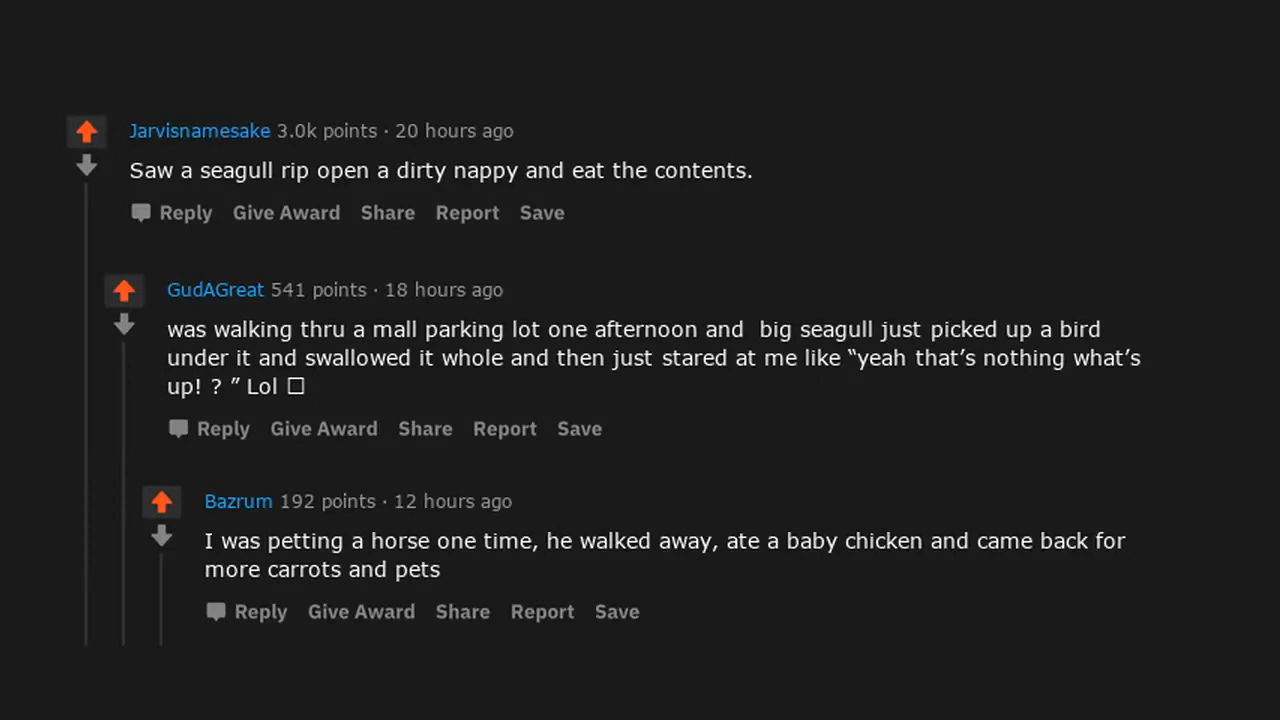 Jarvisnamesake 3.0k points · 20 hours ago
Saw a seagull rip open a dirty nappy and eat the contents.
Reply Give Award Share Report Save
GudAGreat 541 points · 18 hours ago
was walking thru a mall parking lot one afternoon and  big seagull just picked up a bird
under it and swallowed it whole and then just stared at me like “yeah that’s nothing what’s
up! ? ” Lol □
Reply Give Award Share Report Save
Bazrum 192 points · 12 hours ago
I was petting a horse one time, he walked away, ate a baby chicken and came back for
more carrots and pets
Reply Give Award Share Report Save